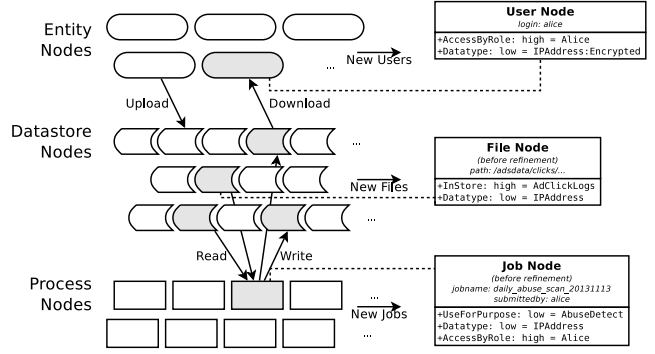 Entity
Nodes
...
New Users
Upload
Download
User Node
login: alice
+AccessByRole: high = Alice
+Datatype: low = IPAddress:Encrypted
Datastore
Nodes
...
New Files
...
File Node
(before refinement)
path: /adsdata/clicks/...
+InStore: high = AdClickLogs
+Datatype: low = IPAddress
Read
Write
Process
Nodes
...
New Jobs
...
Job Node
(before refinement)
jobname: daily_abuse_scan_20131113
submittedby: alice
+UseForPurpose: low = AbuseDetect
+Datatype: low = IPAddress
+AccessByRole: high = Alice